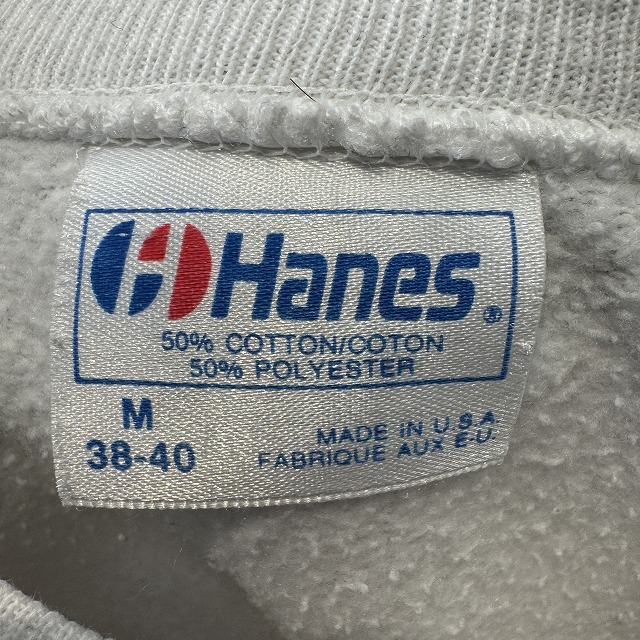 Hanes®
50% COTTON/COTON
50% POLYESTER
M
38-40
MADE IN U.S.A
FABRIQUE AUX E.U.